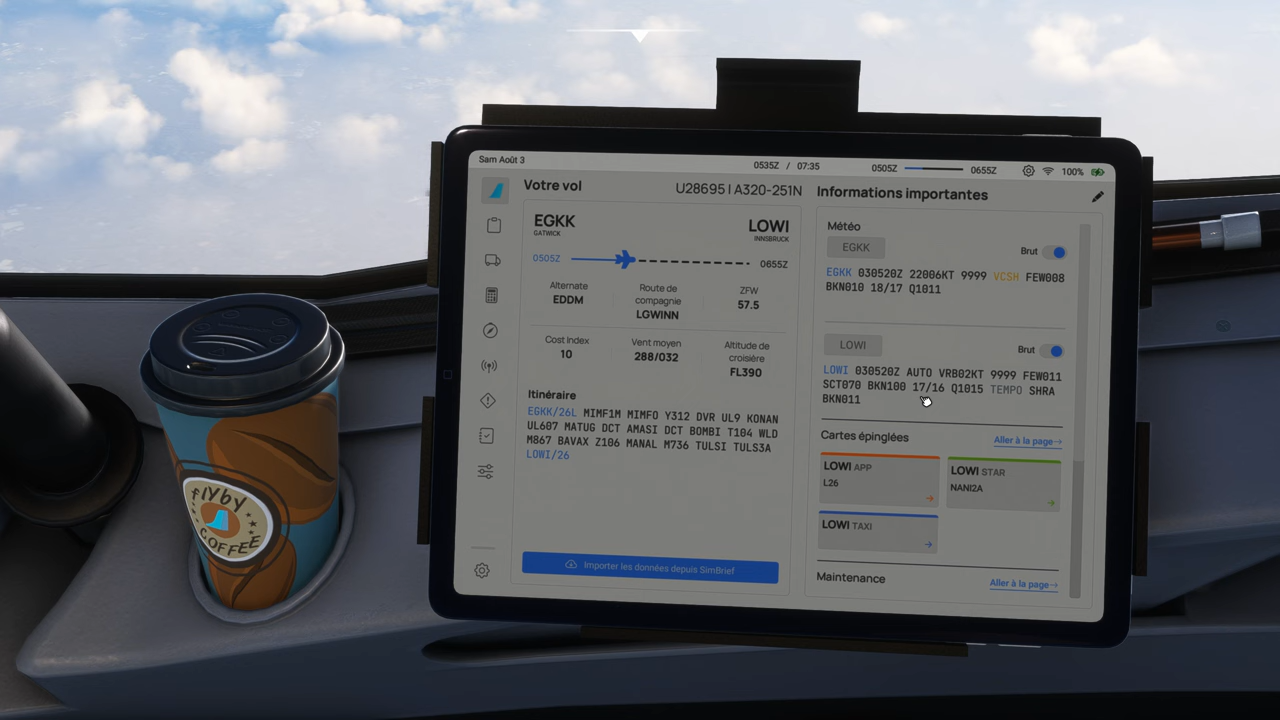 Sam Août 3
0535Z / 07:35
0505Z
0655Z
100%
Votre vol
U28695 | A320-251N
EGKK
GATWICK
LOWI
INNSBRUCK
0505Z
0655Z
Alternate
EDDM
Route de
compagnie
LGWINN
ZFW
57.5
Cost Index
10
Vent moyen
288/032
Altitude de
croisière
FL390
Itinéraire
EGKK/26L MIMF1M MIMFO Y312 DVR UL9 KONAN
UL607 MATUG DCT AMASI DCT BOMBI T104 WLD
M867 BAVAX Z106 MANAL M736 TULSI TULS3A
LOWI/26
Importer les données depuis SimBrief
Informations importantes
Météo
EGKK
Brut
EGKK 030520Z 22006KT 9999 VCSH FEW008
BKN010 18/17 Q1011
LOWI
Brut
LOWI 030520Z AUTO VRB02KT 9999 FEW011
SCT070 BKN100 17/16 Q1015 TEMPO SHRA
BKN011
Cartes épinglées
Aller à la page→
LOWI APP
L26
→
LOWI STAR
NANI2A
→
LOWI TAXI
→
Maintenance
Aller à la page→
flyby
COFFEE